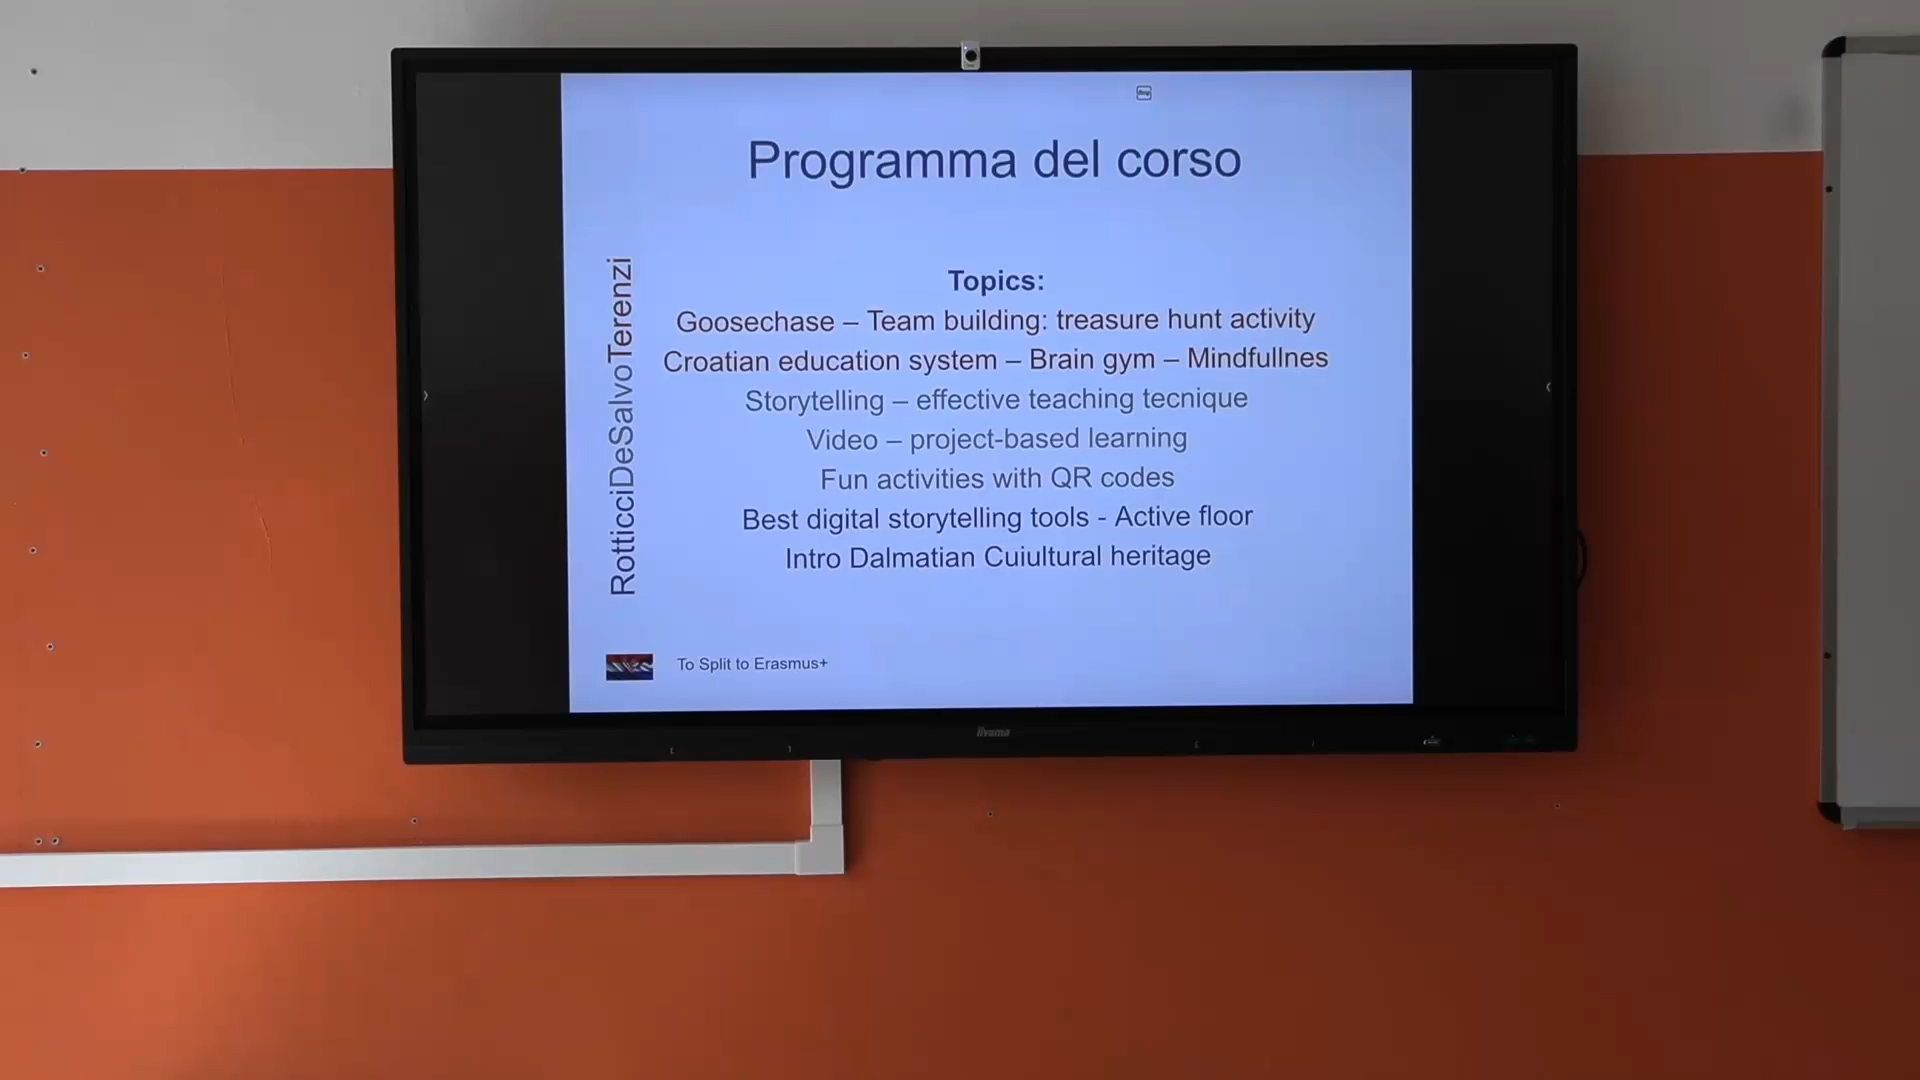 Programma del corso
Topics:
Goosechase – Team building: treasure hunt activity
Croatian education system – Brain gym – Mindfullnes
Storytelling – effective teaching tecnique
Video – project-based learning
Fun activities with QR codes
Best digital storytelling tools - Active floor
Intro Dalmatian Cuiultural heritage
RotticciDeSalvoTerenzi
To Split to Erasmus+
iiyama